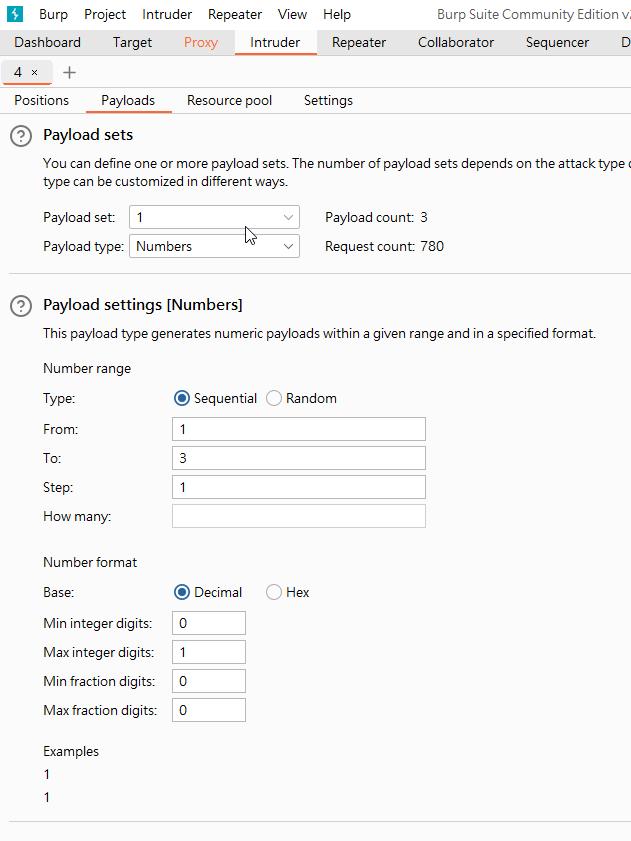 Burp Project Intruder Repeater View Help Burp Suite Community Edition
Dashboard Target Proxy Intruder Repeater Collaborator Sequencer
4 × +
Positions Payloads Resource pool Settings
? Payload sets
You can define one or more payload sets. The number of payload sets depends on the attack type
type can be customized in different ways.
Payload set: 1 Payload count: 3
Payload type: Numbers Request count: 780
? Payload settings [Numbers]
This payload type generates numeric payloads within a given range and in a specified format.
Number range
Type: Sequential Random
From: 1
To: 3
Step: 1
How many:
Number format
Base: Decimal Hex
Min integer digits: 0
Max integer digits: 1
Min fraction digits: 0
Max fraction digits: 0
Examples
1
1